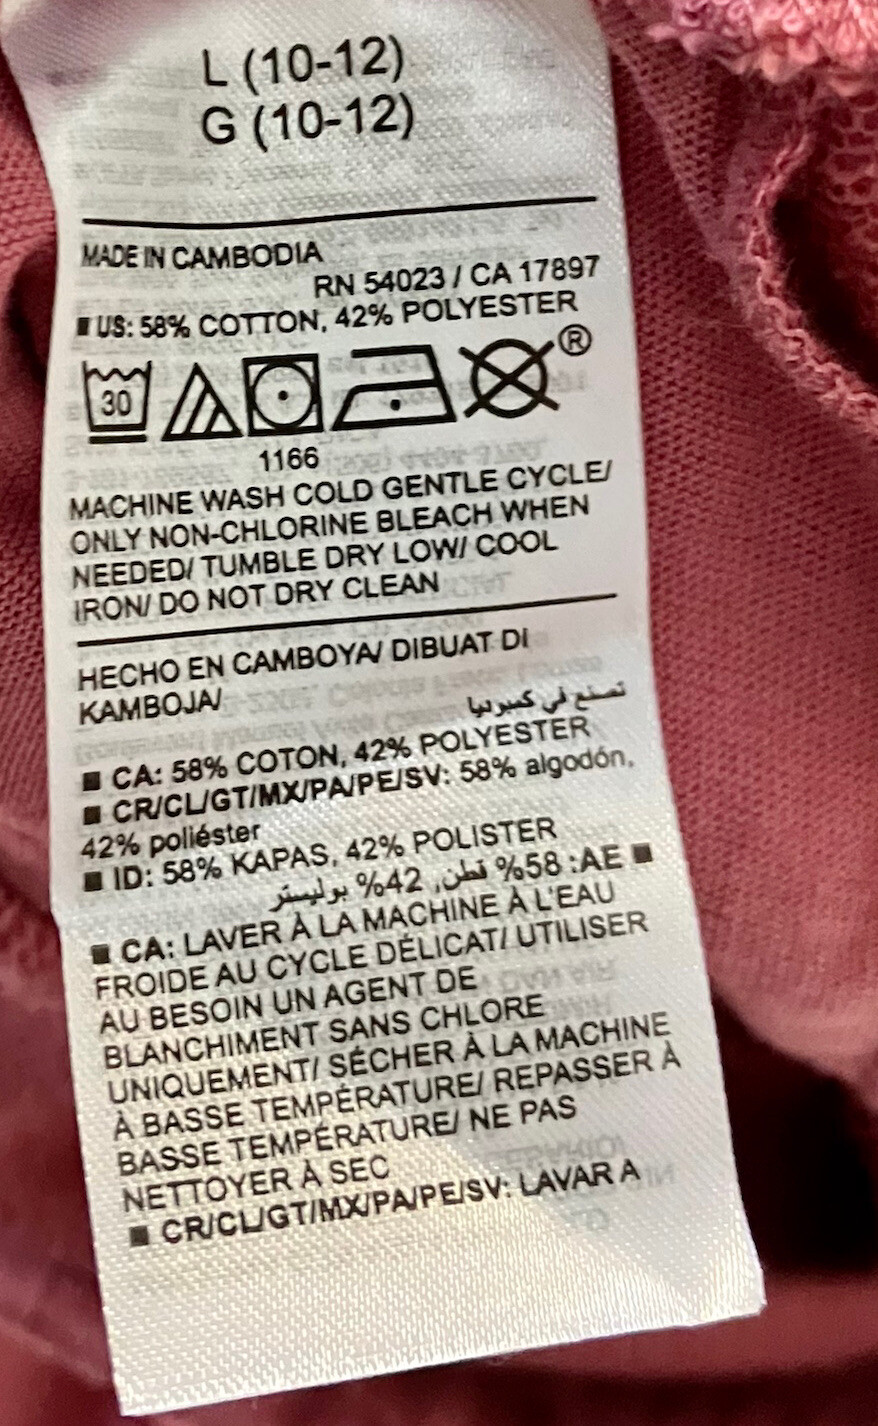 L (10-12)
G (10-12)
MADE IN CAMBODIA
RN 54023 / CA 17897
■ US: 58% COTTON, 42% POLYESTER
30
®
1166
MACHINE WASH COLD GENTLE CYCLE/
ONLY NON-CHLORINE BLEACH WHEN
NEEDED/ TUMBLE DRY LOW/ COOL
IRON/ DO NOT DRY CLEAN
HECHO EN CAMBOYA/ DIBUAT DI
KAMBOJA/
تصنع في كمبوديا
■ CA: 58% COTON, 42% POLYESTER
■ CR/CL/GT/MX/PA/PE/SV: 58% algodón,
42% poliéster
■ ID: 58% KAPAS, 42% POLISTER
■ AE: 58% قطن, 42% بوليستر
■ CA: LAVER À LA MACHINE À L'EAU
FROIDE AU CYCLE DÉLICAT/ UTILISER
AU BESOIN UN AGENT DE
BLANCHIMENT SANS CHLORE
UNIQUEMENT/ SÉCHER À LA MACHINE
À BASSE TEMPÉRATURE/ REPASSER À
BASSE TEMPÉRATURE/ NE PAS
NETTOYER À SEC
■ CR/CL/GT/MX/PA/PE/SV: LAVAR A